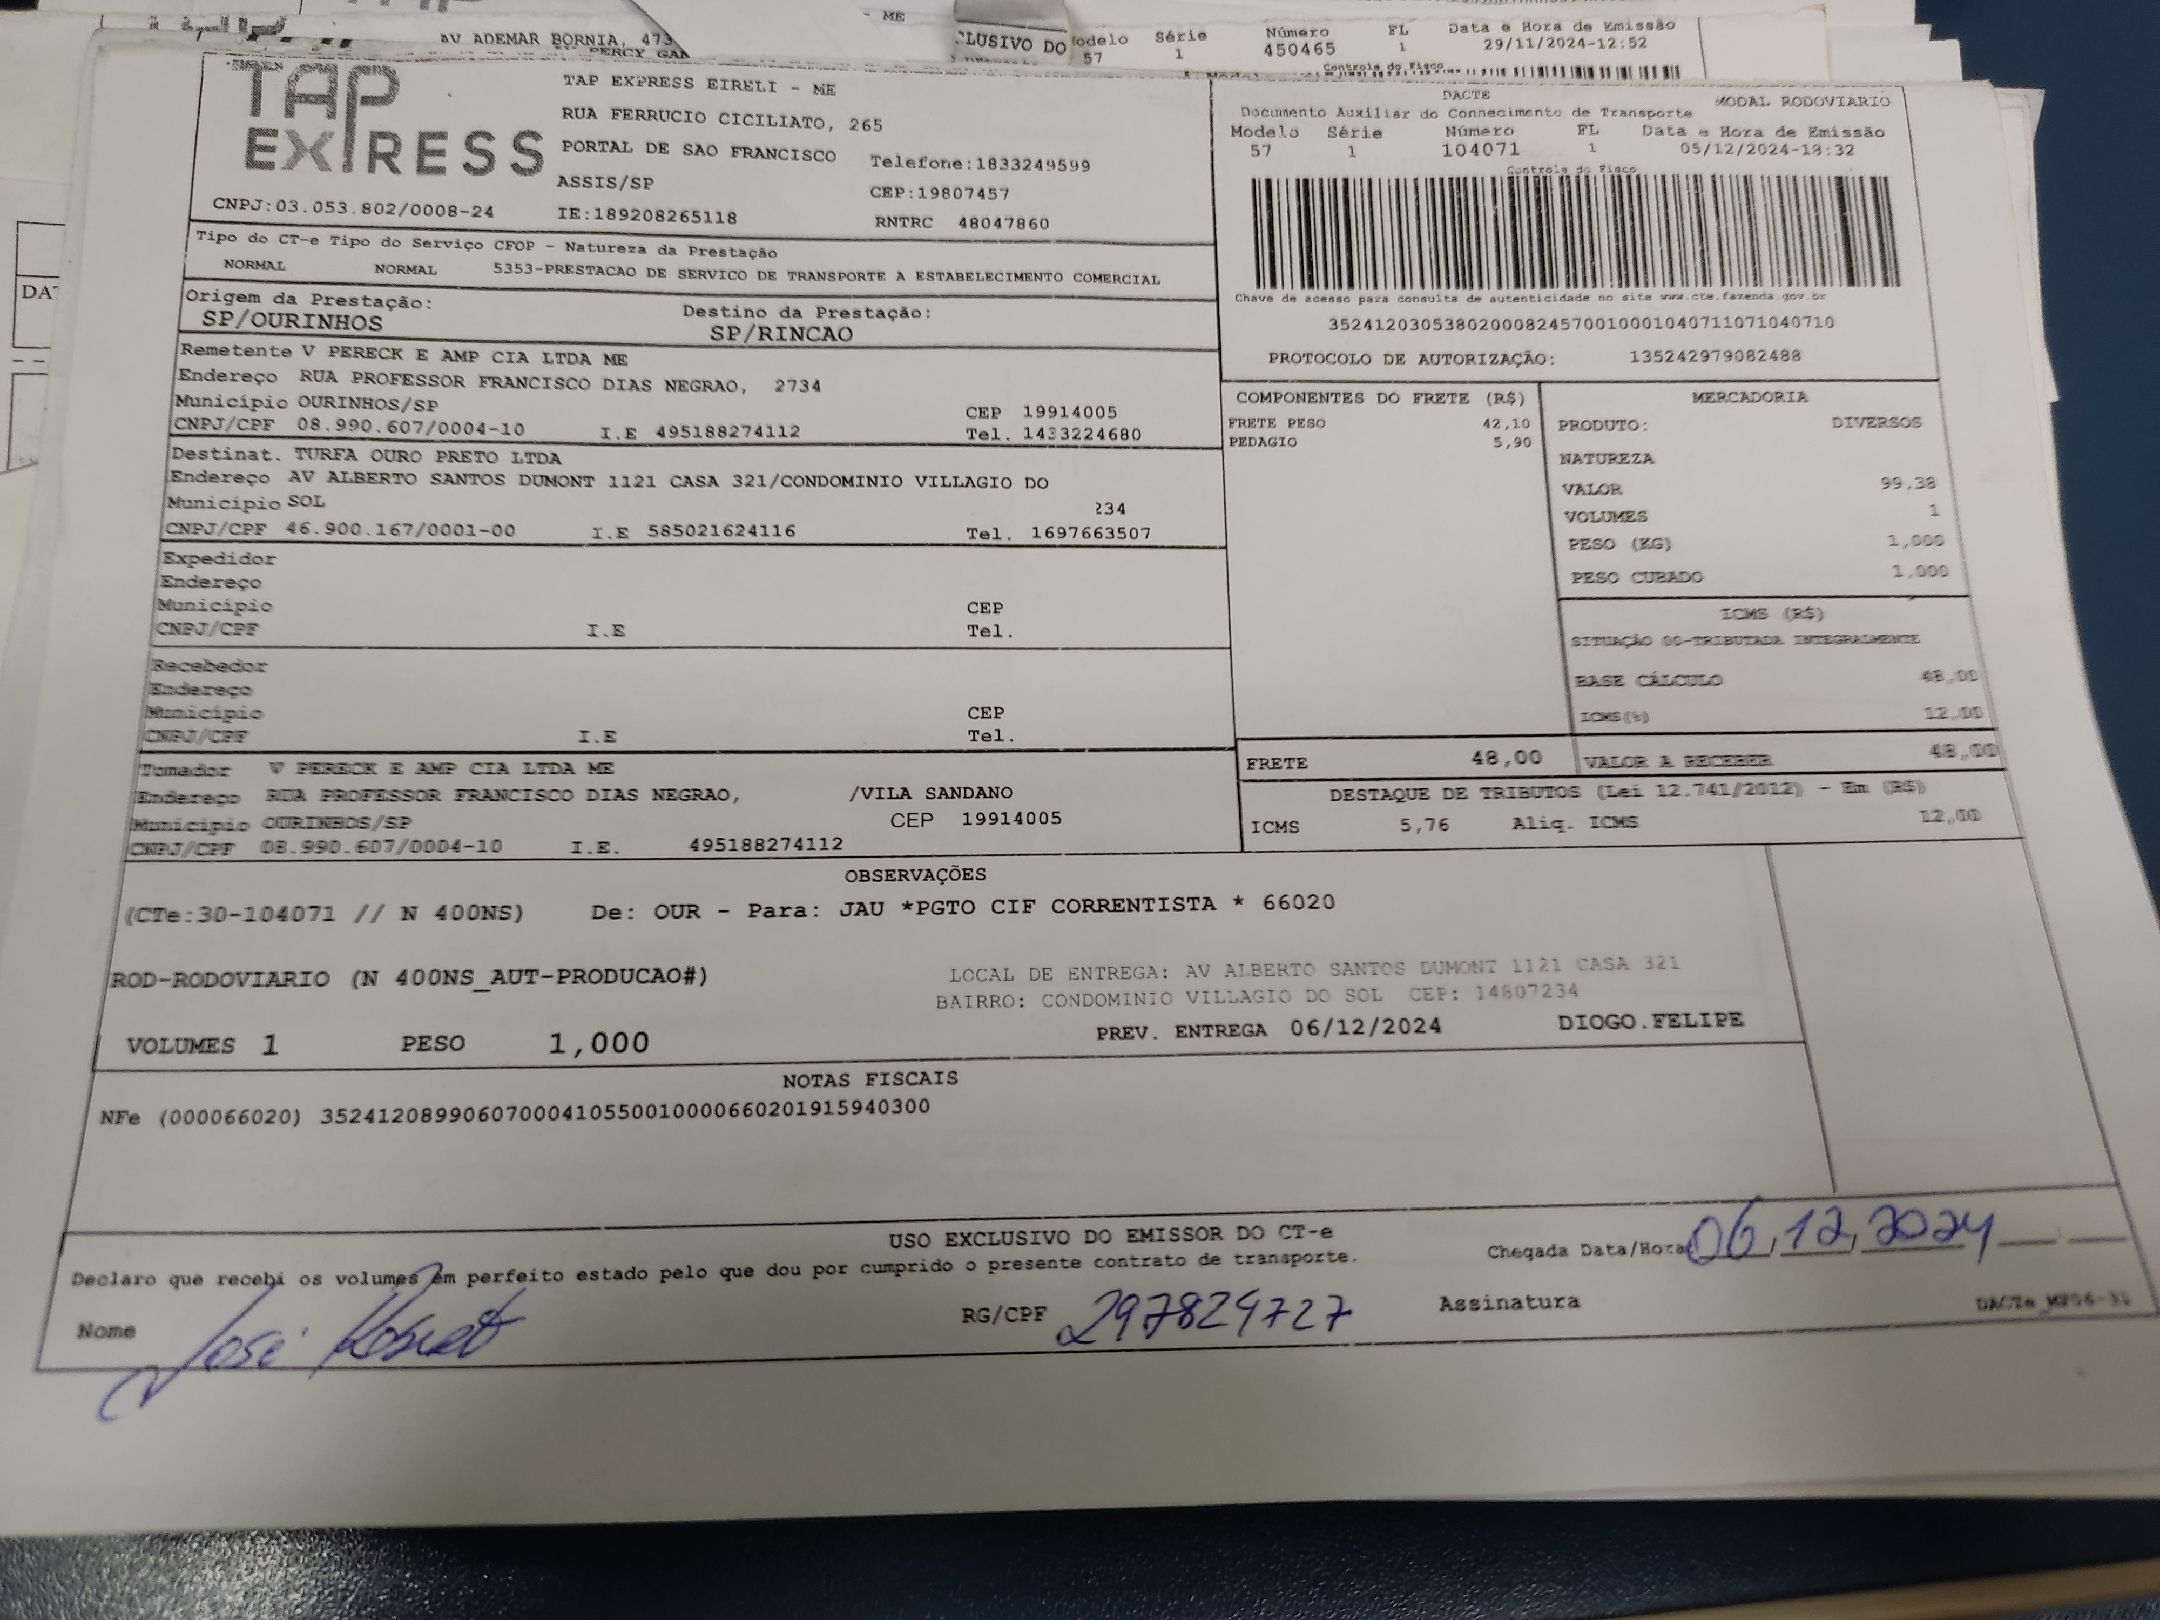 AV ADEMAR BORNIA, 473
- ME
CLUSIVO DO
odelo Série Número FL Data e Hora de Emissão
57 1 450465 1 29/11/2024-12:52
Controle do Fisco
TAP EXPRESS
TAP EXPRESS EIRELI - ME
RUA FERRUCIO CICILIATO, 265
PORTAL DE SAO FRANCISCO Telefone:1833249599
ASSIS/SP CEP:19807457
CNPJ:03.053.802/0008-24 IE:189208265118 RNTRC 48047860
DACTE MODAL RODOVIARIO
Documento Auxiliar do Connecimento de Transporte
Modelo Série Número FL Data e Hora de Emissão
57 1 104071 1 05/12/2024-18:32
Controle do Fisco
Chave de acesso para consulta de autenticidade no site www.cte.fazenda.gov.br
35241203053802000824570010001040711071040710
PROTOCOLO DE AUTORIZAÇÃO: 135242979082488
Tipo do CT-e Tipo do Serviço CFOP - Natureza da Prestação
NORMAL NORMAL 5353-PRESTACAO DE SERVICO DE TRANSPORTE A ESTABELECIMENTO COMERCIAL
Origem da Prestação: Destino da Prestação:
SP/OURINHOS SP/RINCAO
Remetente V PERECK E AMP CIA LTDA ME
Endereço RUA PROFESSOR FRANCISCO DIAS NEGRAO, 2734
Município OURINHOS/SP CEP 19914005
CNPJ/CPF 08.990.607/0004-10 I.E 495188274112 Tel. 1433224680
Destinat. TURFA OURO PRETO LTDA
Endereço AV ALBERTO SANTOS DUMONT 1121 CASA 321/CONDOMINIO VILLAGIO DO
Município SOL 234
CNPJ/CPF 46.900.167/0001-00 I.E 585021624116 Tel. 1697663507
Expedidor
Endereço
Município CEP
CNPJ/CPF I.E Tel.
Recebedor
Endereço
Município CEP
CNPJ/CPF I.E Tel.
Tomador V PERECK E AMP CIA LTDA ME
Endereço RUA PROFESSOR FRANCISCO DIAS NEGRAO, /VILA SANDANO
Município OURINHOS/SP CEP 19914005
CNPJ/CPF 08.990.607/0004-10 I.E. 495188274112
COMPONENTES DO FRETE (R$)
FRETE PESO 42,10
PEDAGIO 5,90
MERCADORIA
PRODUTO: DIVERSOS
NATUREZA
VALOR 99,38
VOLUMES 1
PESO (KG) 1,000
PESO CUBADO 1,000
ICMS (R$)
SITUAÇÃO 00-TRIBUTADA INTEGRALMENTE
BASE CÁLCULO 48,00
ICMS(%) 12,00
FRETE 48,00 VALOR A RECEBER 48,00
DESTAQUE DE TRIBUTOS (Lei 12.741/2012) - Em (R$)
ICMS 5,76 Aliq. ICMS 12,00
OBSERVAÇÕES
(CTe:30-104071 // N 400NS) De: OUR - Para: JAU *PGTO CIF CORRENTISTA * 66020
ROD-RODOVIARIO (N 400NS_AUT-PRODUCAO#) LOCAL DE ENTREGA: AV ALBERTO SANTOS DUMONT 1121 CASA 321
BAIRRO: CONDOMINIO VILLAGIO DO SOL CEP: 14807234
VOLUMES 1 PESO 1,000 PREV. ENTREGA 06/12/2024 DIOGO.FELIPE
NOTAS FISCAIS
NFe (000066020) 35241208990607000410550010000660201915940300
USO EXCLUSIVO DO EMISSOR DO CT-e
Declaro que recebi os volumes em perfeito estado pelo que dou por cumprido o presente contrato de transporte. Chegada Data/Hora 06,12,2024
Nome José RG/CPF 297824727 Assinatura